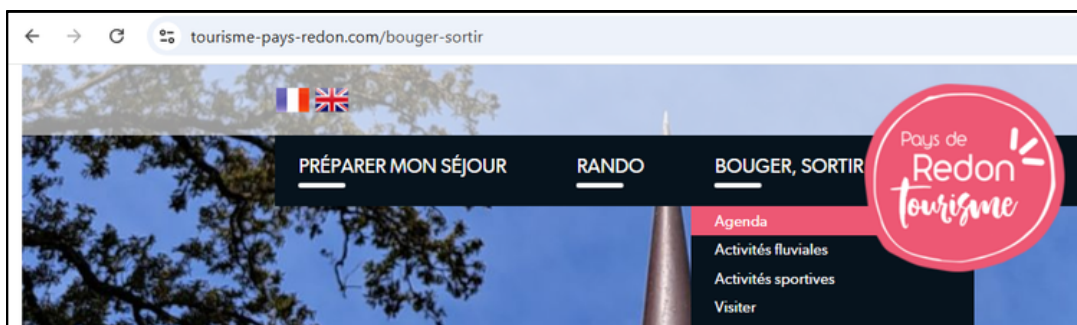 tourisme-pays-redon.com/bouger-sortir
PRÉPARER MON SÉJOUR
RANDO
BOUGER, SORTIR
Pays de
Redon
tourisme
Agenda
Activités fluviales
Activités sportives
Visiter